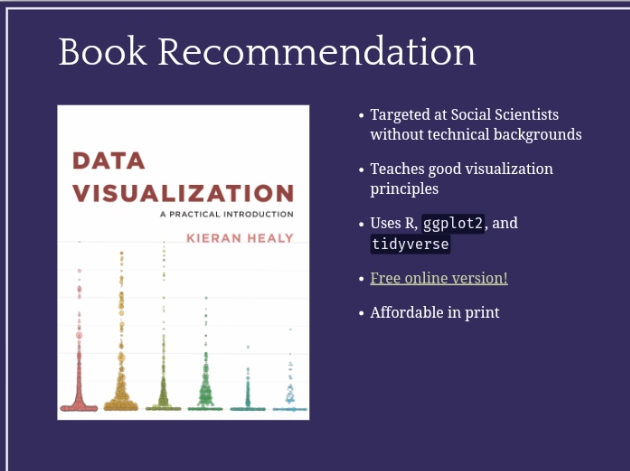 Book Recommendation
DATA
VISUALIZATION
A PRACTICAL INTRODUCTION
KIERAN HEALY
• Targeted at Social Scientists
without technical backgrounds
• Teaches good visualization
principles
• Uses R, ggplot2, and
tidyverse
• Free online version!
• Affordable in print